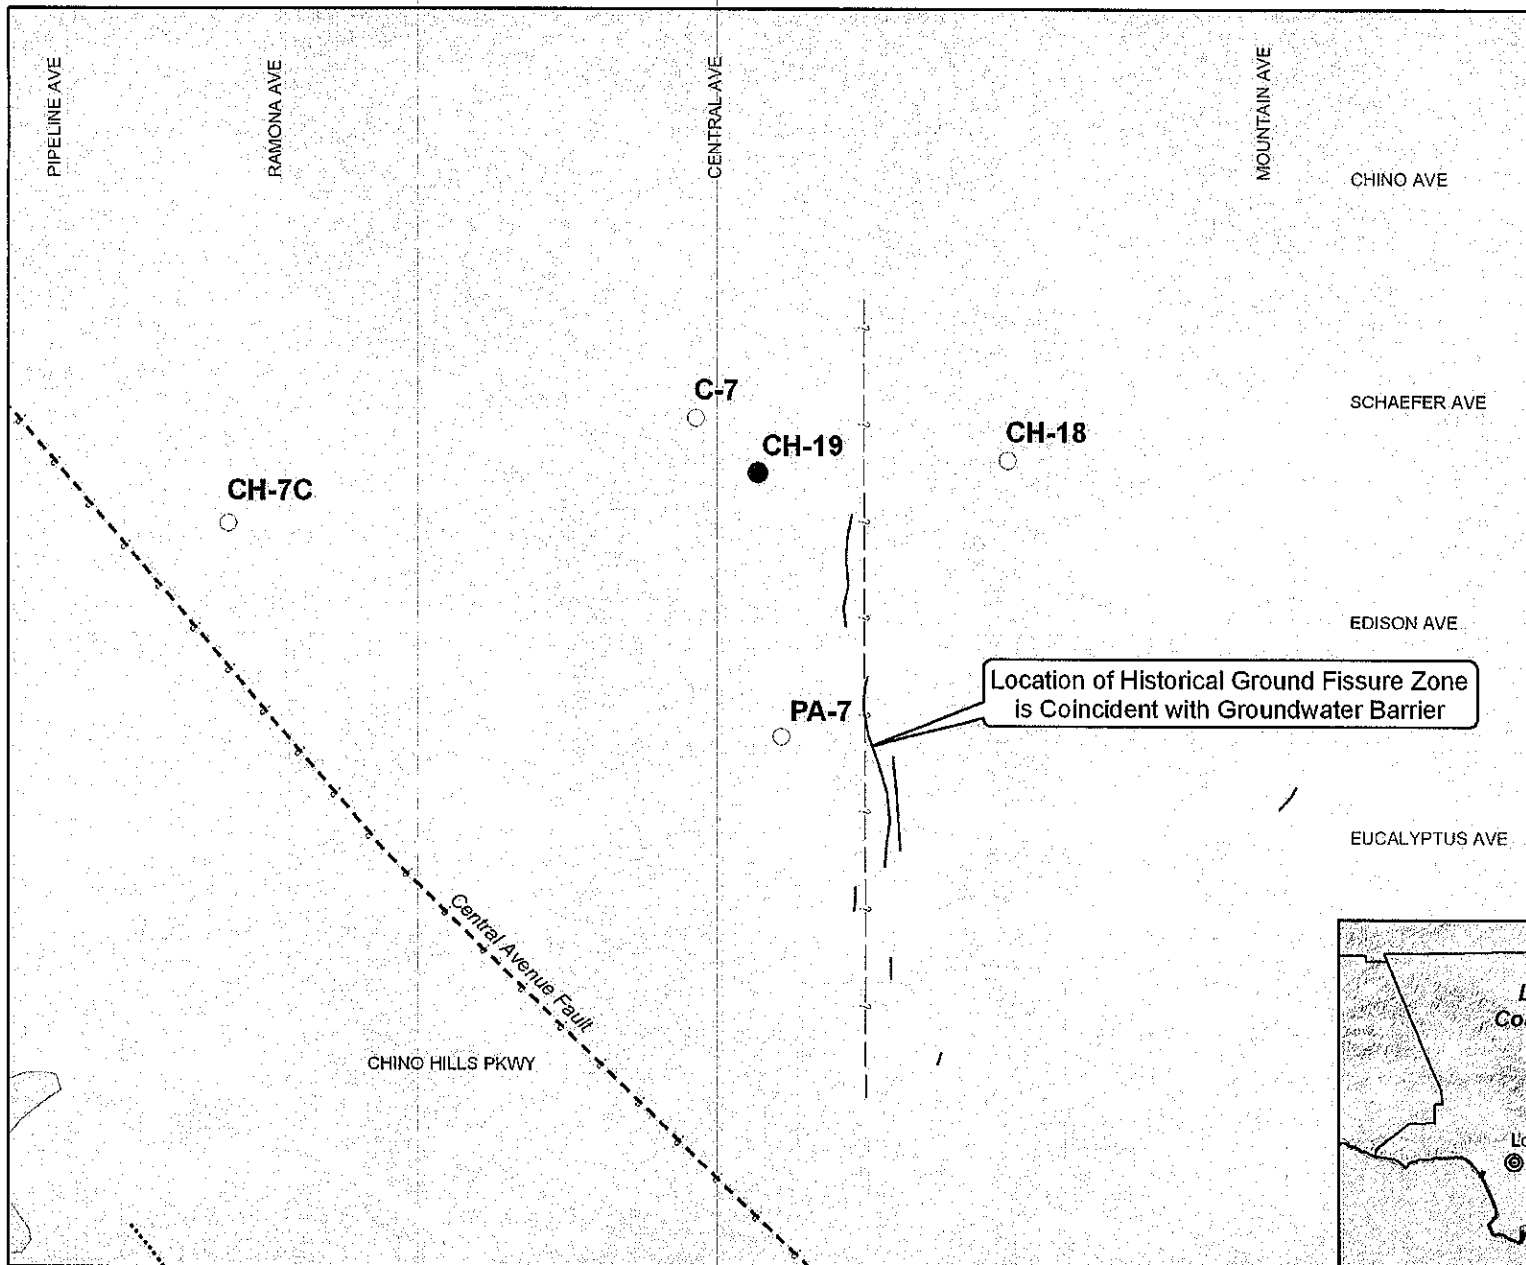 PIPELINE AVE
RAMONA AVE
CENTRAL AVE
MOUNTAIN AVE
CHINO AVE
SCHAEFER AVE
C-7
CH-19
CH-18
CH-7C
EDISON AVE
Location of Historical Ground Fissure Zone
is Coincident with Groundwater Barrier
PA-7
EUCALYPTUS AVE
Central Avenue Fault
CHINO HILLS PKWY